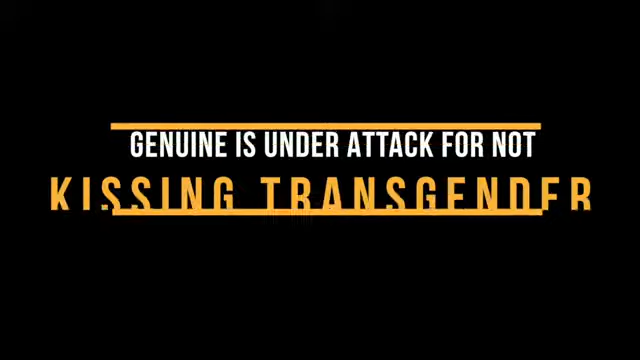 GENUINE IS UNDER ATTACK FOR NOT
KISSING TRANSGENDER